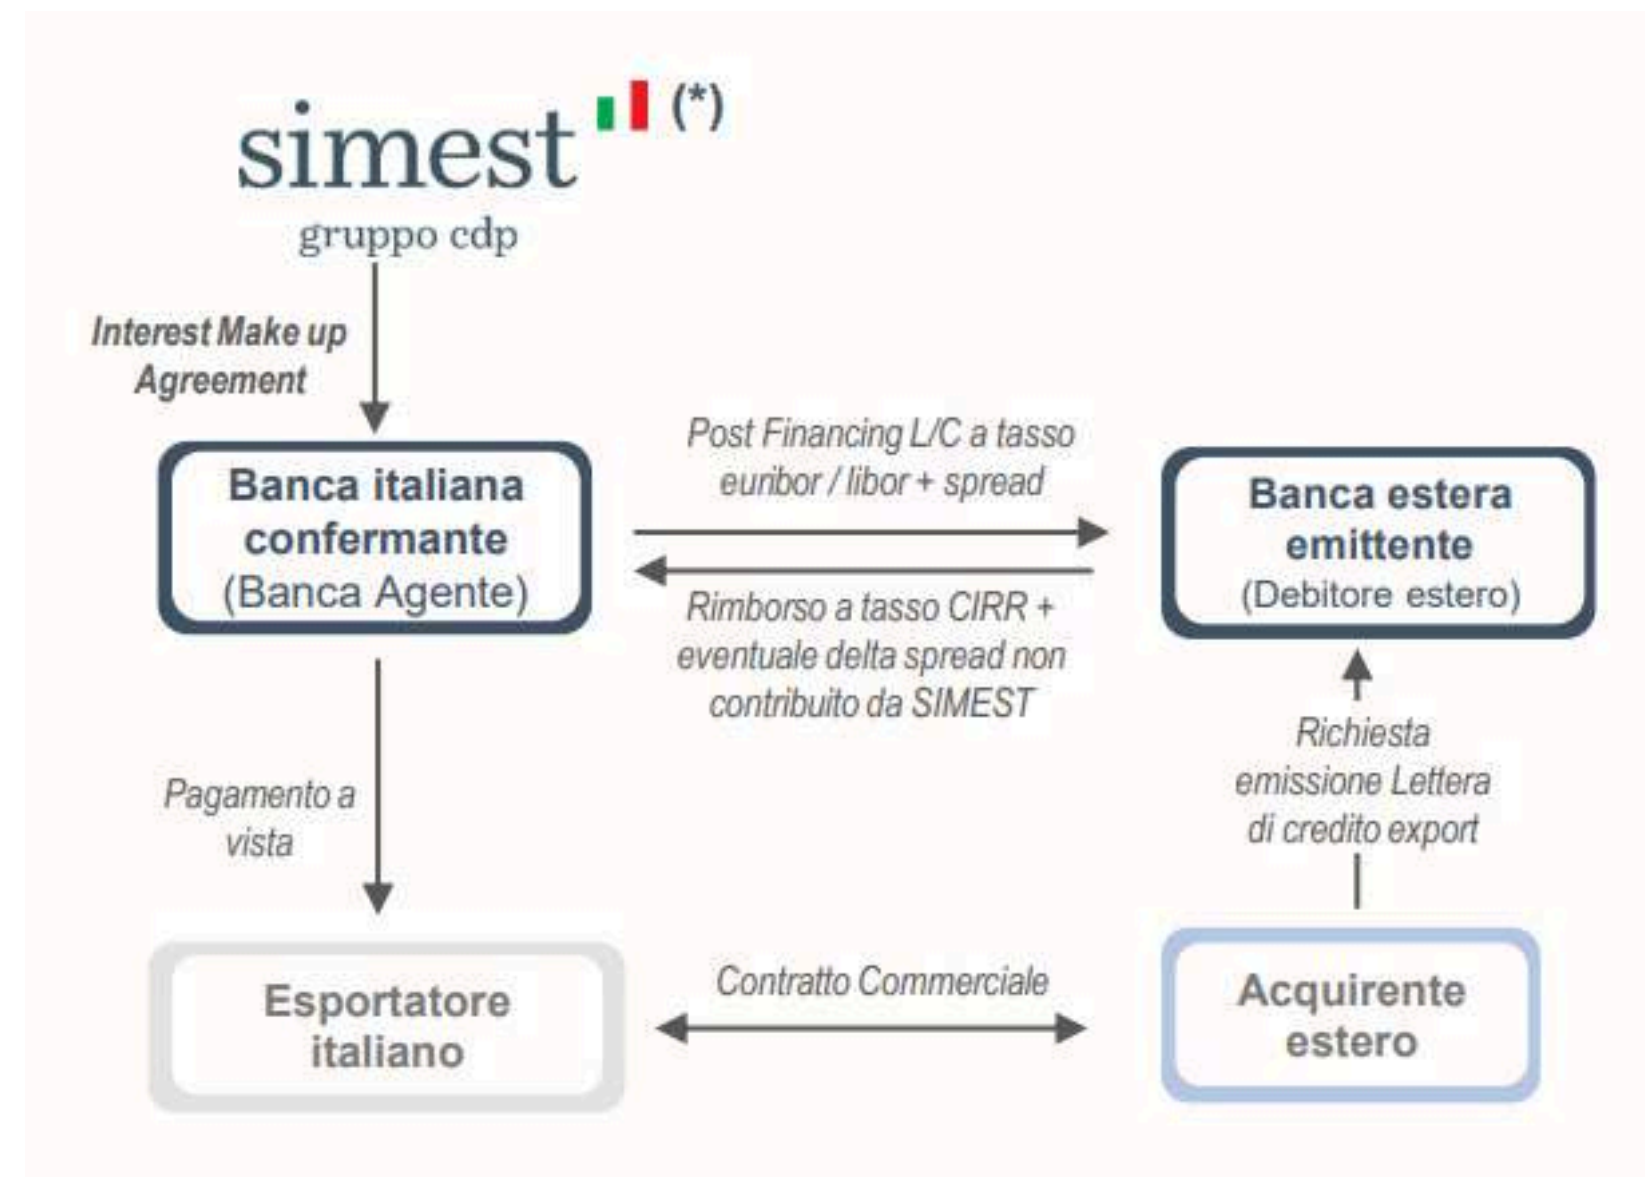 simest (*)
gruppo cdp
Interest Make up
Agreement
Post Financing L/C a tasso
euribor / libor + spread
Banca italiana
confermante
(Banca Agente)
Banca estera
emittente
(Debitore estero)
Rimborso a tasso CIRR +
eventuale delta spread non
contribuito da SIMEST
Richiesta
emissione Lettera
di credito export
Pagamento a
vista
Esportatore
italiano
Contratto Commerciale
Acquirente
estero